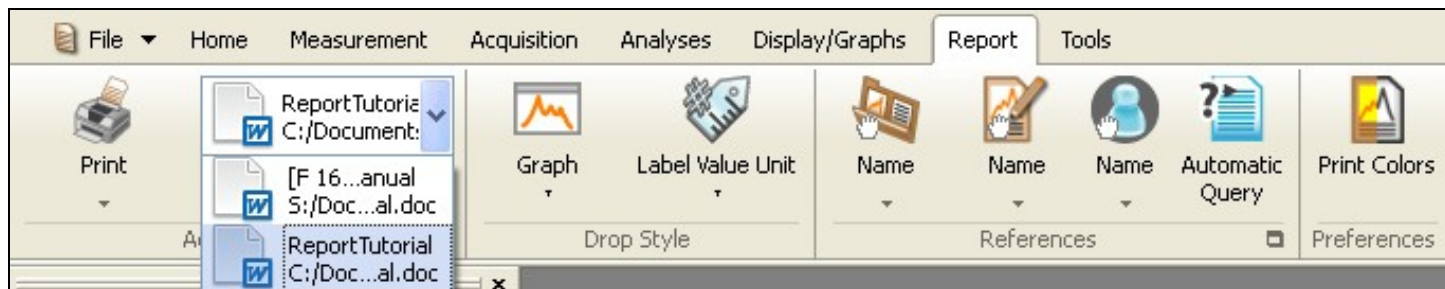 File Home Measurement Acquisition Analyses Display/Graphs Report Tools
ReportTutoria
C:/Document:
Print
[F 16...anual
S:/Doc...al.doc
ReportTutorial
C:/Doc...al.doc
Graph Label Value Unit
Drop Style
Name Name Name Automatic Query
References
Print Colors
Preferences